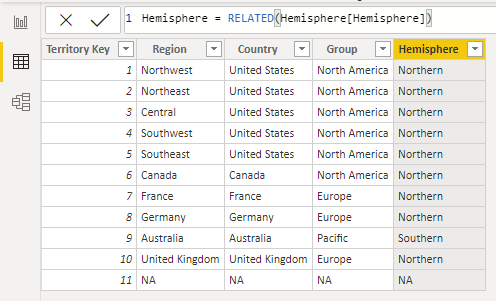 1 Hemisphere = RELATED(Hemisphere[Hemisphere])
Territory Key Region Country Group Hemisphere
1 Northwest United States North America Northern
2 Northeast United States North America Northern
3 Central United States North America Northern
4 Southwest United States North America Northern
5 Southeast United States North America Northern
6 Canada Canada North America Northern
7 France France Europe Northern
8 Germany Germany Europe Northern
9 Australia Australia Pacific Southern
10 United Kingdom United Kingdom Europe Northern
11 NA NA NA NA